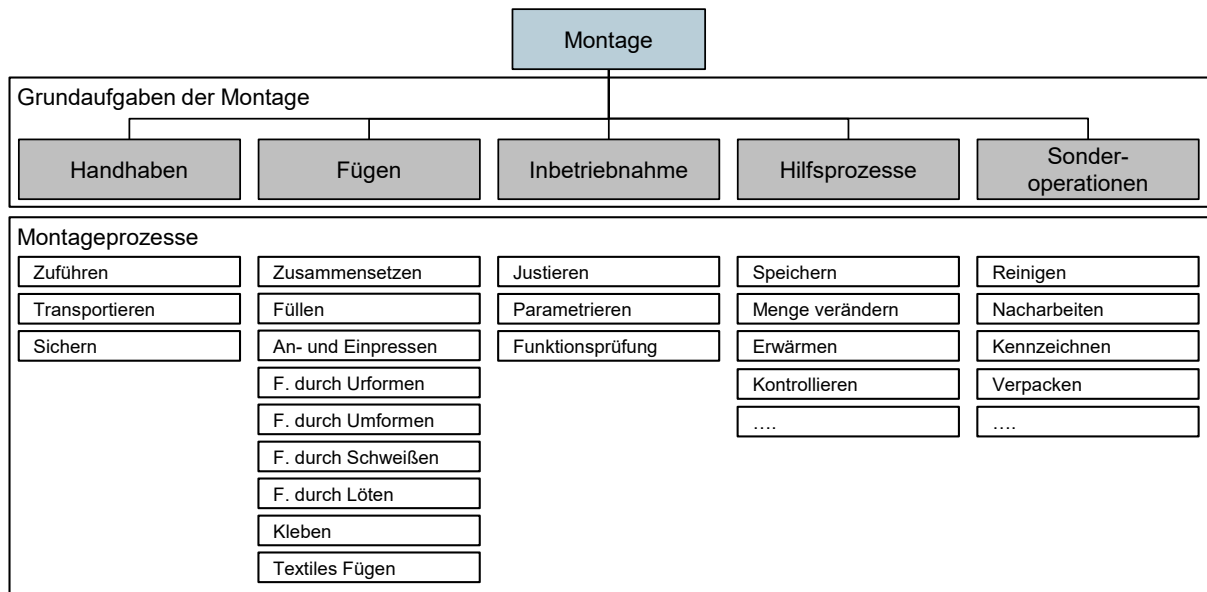 Montage
Grundaufgaben der Montage
Handhaben
Fügen
Inbetriebnahme
Hilfsprozesse
Sonder-
operationen
Montageprozesse
Zuführen
Transportieren
Sichern
Zusammensetzen
Füllen
An- und Einpressen
F. durch Urformen
F. durch Umformen
F. durch Schweißen
F. durch Löten
Kleben
Textiles Fügen
Justieren
Parametrieren
Funktionsprüfung
Speichern
Menge verändern
Erwärmen
Kontrollieren
….
Reinigen
Nacharbeiten
Kennzeichnen
Verpacken
….